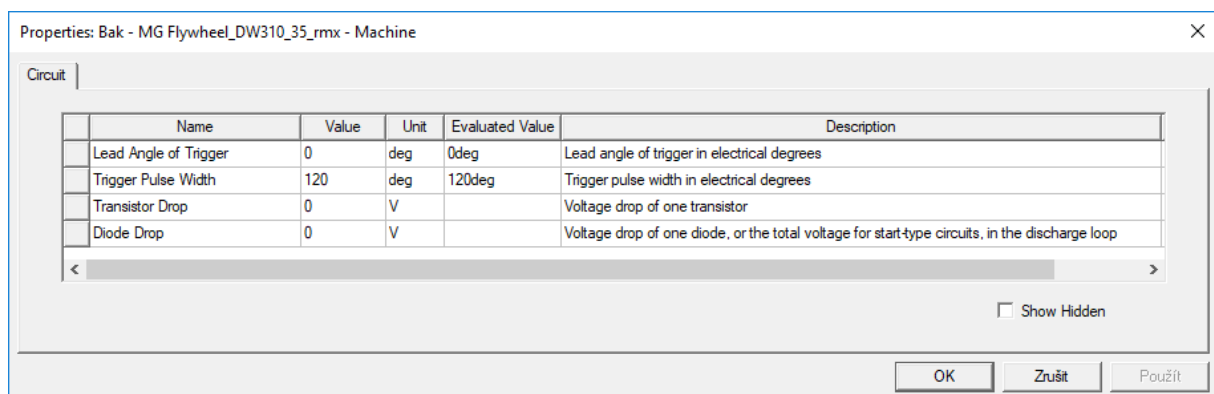 Properties: Bak - MG Flywheel_DW310_35_rmx - Machine
Circuit
Name Value Unit Evaluated Value Description
Lead Angle of Trigger 0 deg 0deg Lead angle of trigger in electrical degrees
Trigger Pulse Width 120 deg 120deg Trigger pulse width in electrical degrees
Transistor Drop 0 V Voltage drop of one transistor
Diode Drop 0 V Voltage drop of one diode, or the total voltage for start-type circuits, in the discharge loop
Show Hidden
OK Zrušit Použít